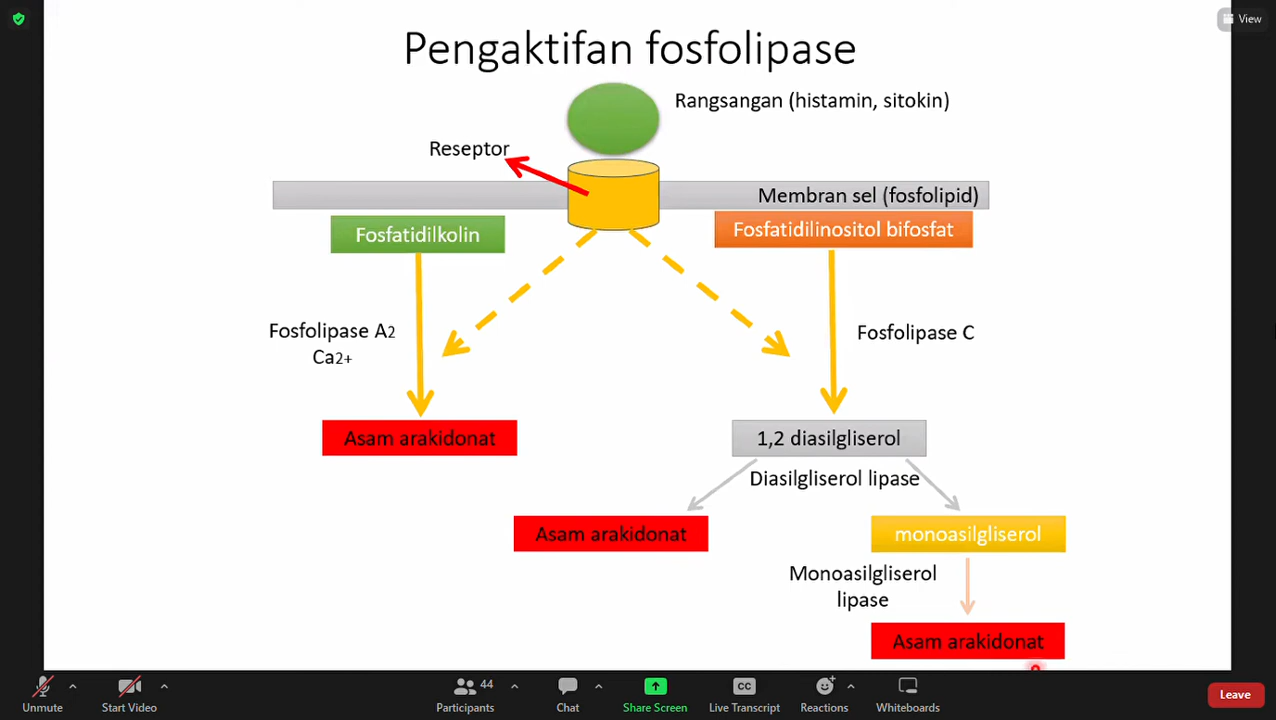 View
Pengaktifan fosfolipase
Rangsangan (histamin, sitokin)
Reseptor
Membran sel (fosfolipid)
Fosfatidilkolin
Fosfatidilinositol bifosfat
Fosfolipase A2
Ca2+
Fosfolipase C
Asam arakidonat
1,2 diasilgliserol
Diasilgliserol lipase
Asam arakidonat
monoasilgliserol
Monoasilgliserol
lipase
Asam arakidonat
Unmute
Start Video
44
Participants
Chat
Share Screen
CC
Live Transcript
Reactions
Whiteboards
Leave